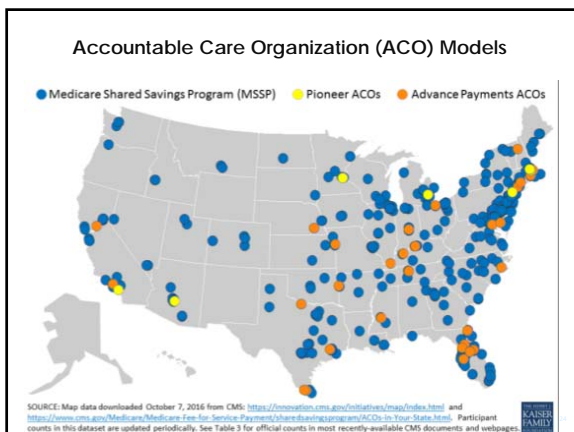 Accountable Care Organization (ACO) Models
Medicare Shared Savings Program (MSSP) Pioneer ACOs Advance Payments ACOs
SOURCE: Map data downloaded October 7, 2016 from CMS: https://innovation.cms.gov/initiatives/map/index.html and
https://www.cms.gov/Medicare/Medicare-Fee-for-Service-Payment/sharedsavingsprogram/ACOs-in-Your-State.html. Participant
counts in this dataset are updated periodically. See Table 3 for official counts in most recently-available CMS documents and webpages.
KAISER
FAMILY